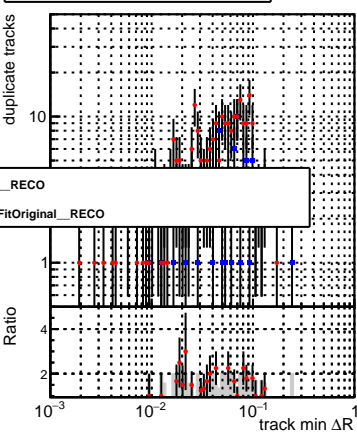 duplicate tracks
10
__RECO
FitOriginal__RECO
1
Ratio
4
2
10⁻³
10⁻²
10⁻¹
1
track min ΔR